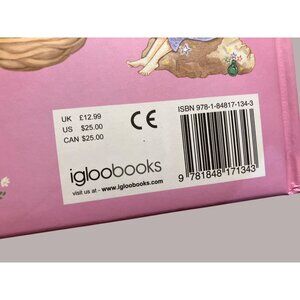 UK £12.99
US $25.00
CAN $25.00
CE
ISBN 978-1-84817-134-3
igloobooks
visit us at - www.igloobooks.com
9 781848 171343